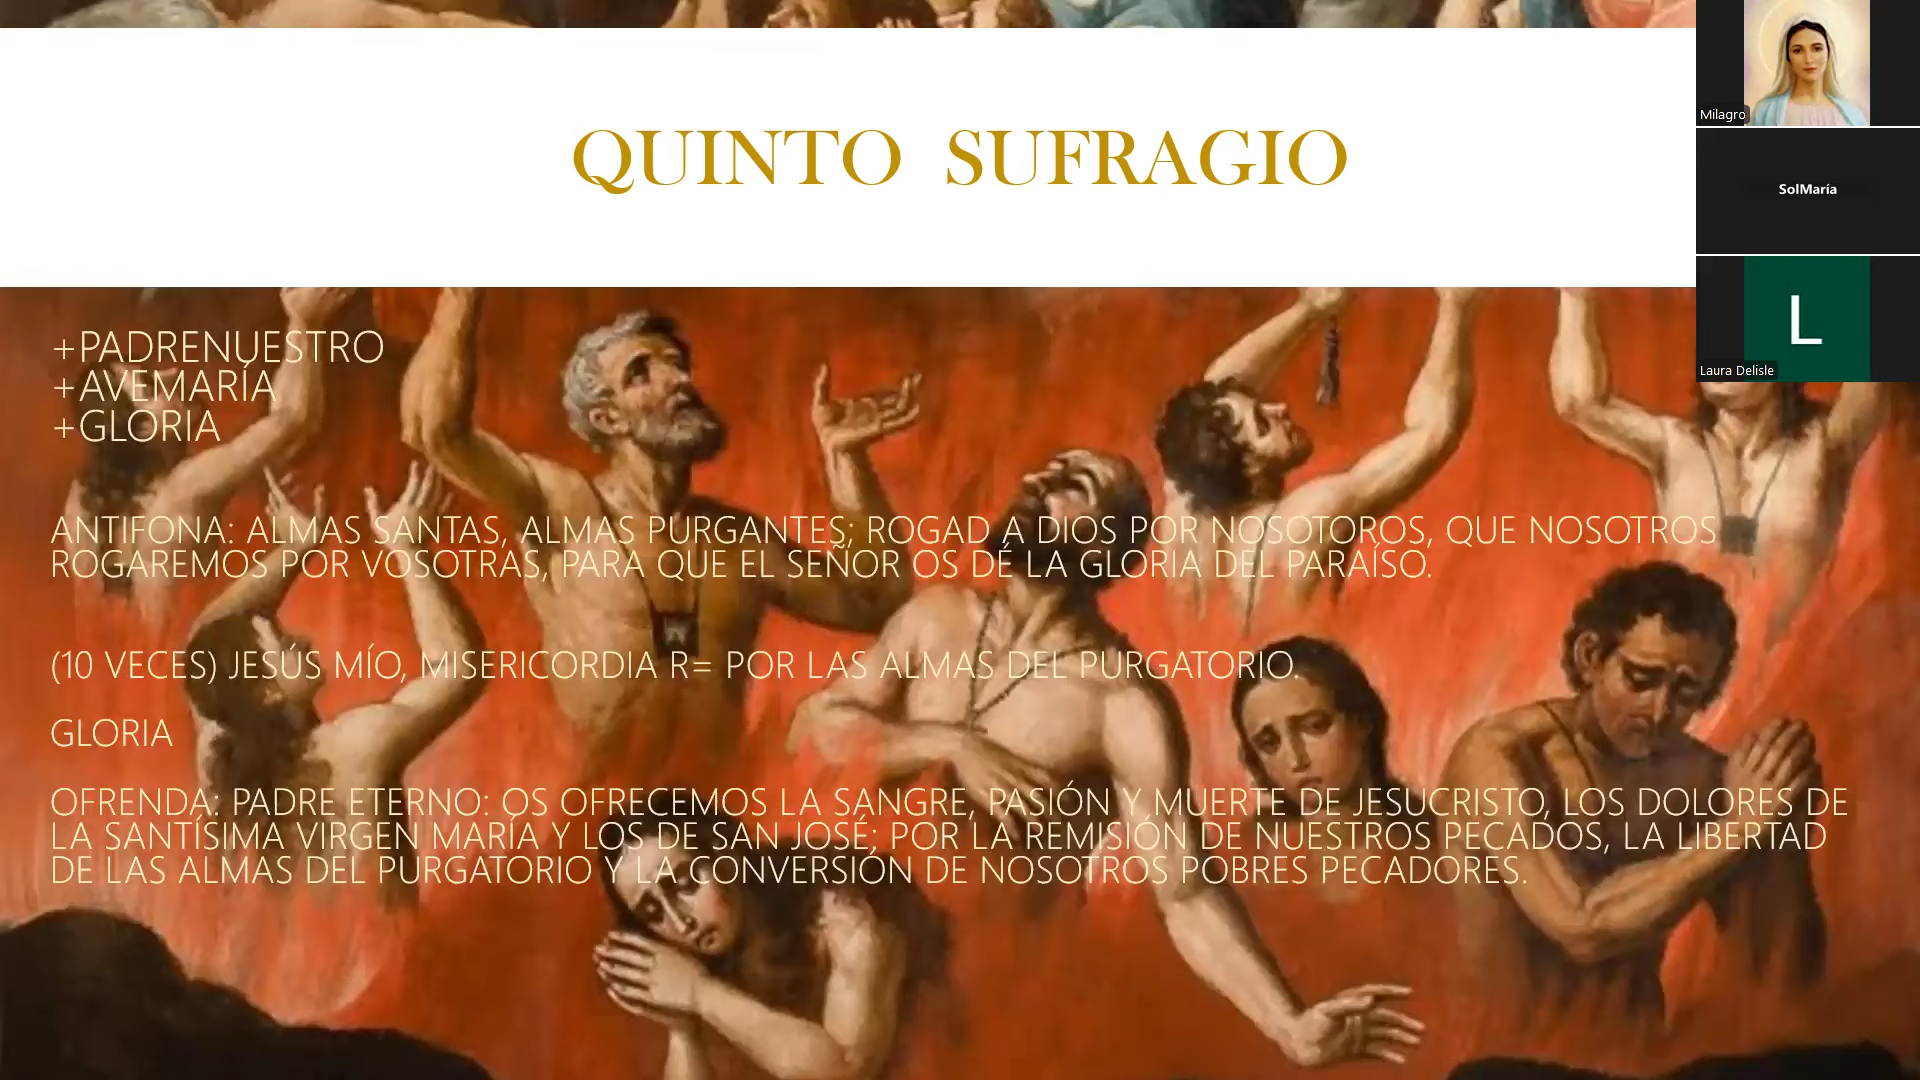 QUINTO SUFRAGIO
+PADRENUESTRO
+AVEMARÍA
+GLORIA
ANTIFONA: ALMAS SANTAS, ALMAS PURGANTES; ROGAD A DIOS POR NOSOTOROS, QUE NOSOTROS
ROGAREMOS POR VOSOTRAS, PARA QUE EL SEÑOR OS DÉ LA GLORIA DEL PARAÍSO.
(10 VECES) JESÚS MÍO, MISERICORDIA R= POR LAS ALMAS DEL PURGATORIO.
GLORIA
OFRENDA: PADRE ETERNO: OS OFRECEMOS LA SANGRE, PASIÓN Y MUERTE DE JESUCRISTO, LOS DOLORES DE
LA SANTÍSIMA VIRGEN MARÍA Y LOS DE SAN JOSÉ; POR LA REMISIÓN DE NUESTROS PECADOS, LA LIBERTAD
DE LAS ALMAS DEL PURGATORIO Y LA CONVERSIÓN DE NOSOTROS POBRES PECADORES.
Milagro
SolMaría
L
Laura Delisle